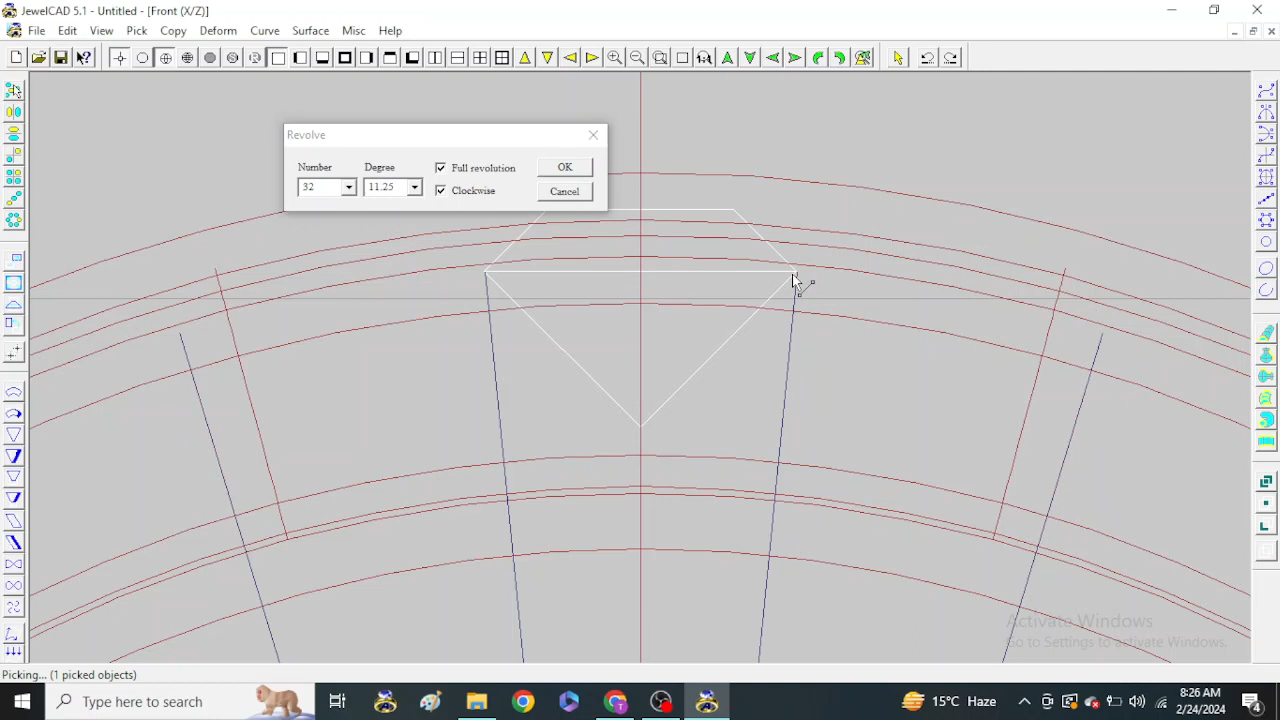 JewelCAD 5.1 - Untitled - [Front (X/Z)]
File Edit View Pick Copy Deform Curve Surface Misc Help
Revolve
Number Degree Full revolution OK
32 11.25 Clockwise Cancel
Activate Windows
Go to Settings to activate Windows.
Picking... (1 picked objects)
Type here to search
15°C Haze
8:26 AM
2/24/2024
4